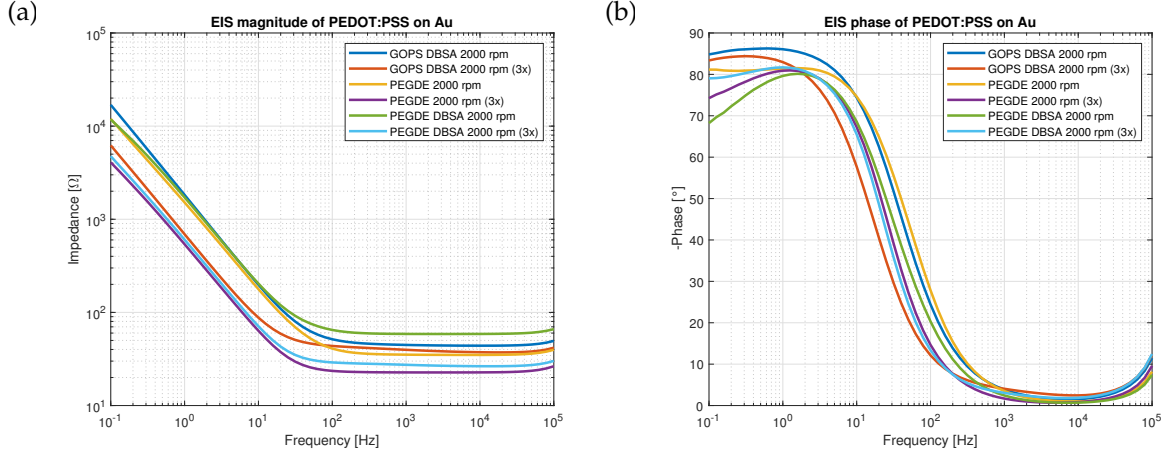 (a)
EIS magnitude of PEDOT:PSS on Au
Impedance [Ω]
10^5
10^4
10^3
10^2
10^1
GOPS DBSA 2000 rpm
GOPS DBSA 2000 rpm (3x)
PEGDE 2000 rpm
PEGDE 2000 rpm (3x)
PEGDE DBSA 2000 rpm
PEGDE DBSA 2000 rpm (3x)
10^-1 10^0 10^1 10^2 10^3 10^4 10^5
Frequency [Hz]
(b)
EIS phase of PEDOT:PSS on Au
-Phase [°]
90
80
70
60
50
40
30
20
10
0
GOPS DBSA 2000 rpm
GOPS DBSA 2000 rpm (3x)
PEGDE 2000 rpm
PEGDE 2000 rpm (3x)
PEGDE DBSA 2000 rpm
PEGDE DBSA 2000 rpm (3x)
10^-1 10^0 10^1 10^2 10^3 10^4 10^5
Frequency [Hz]